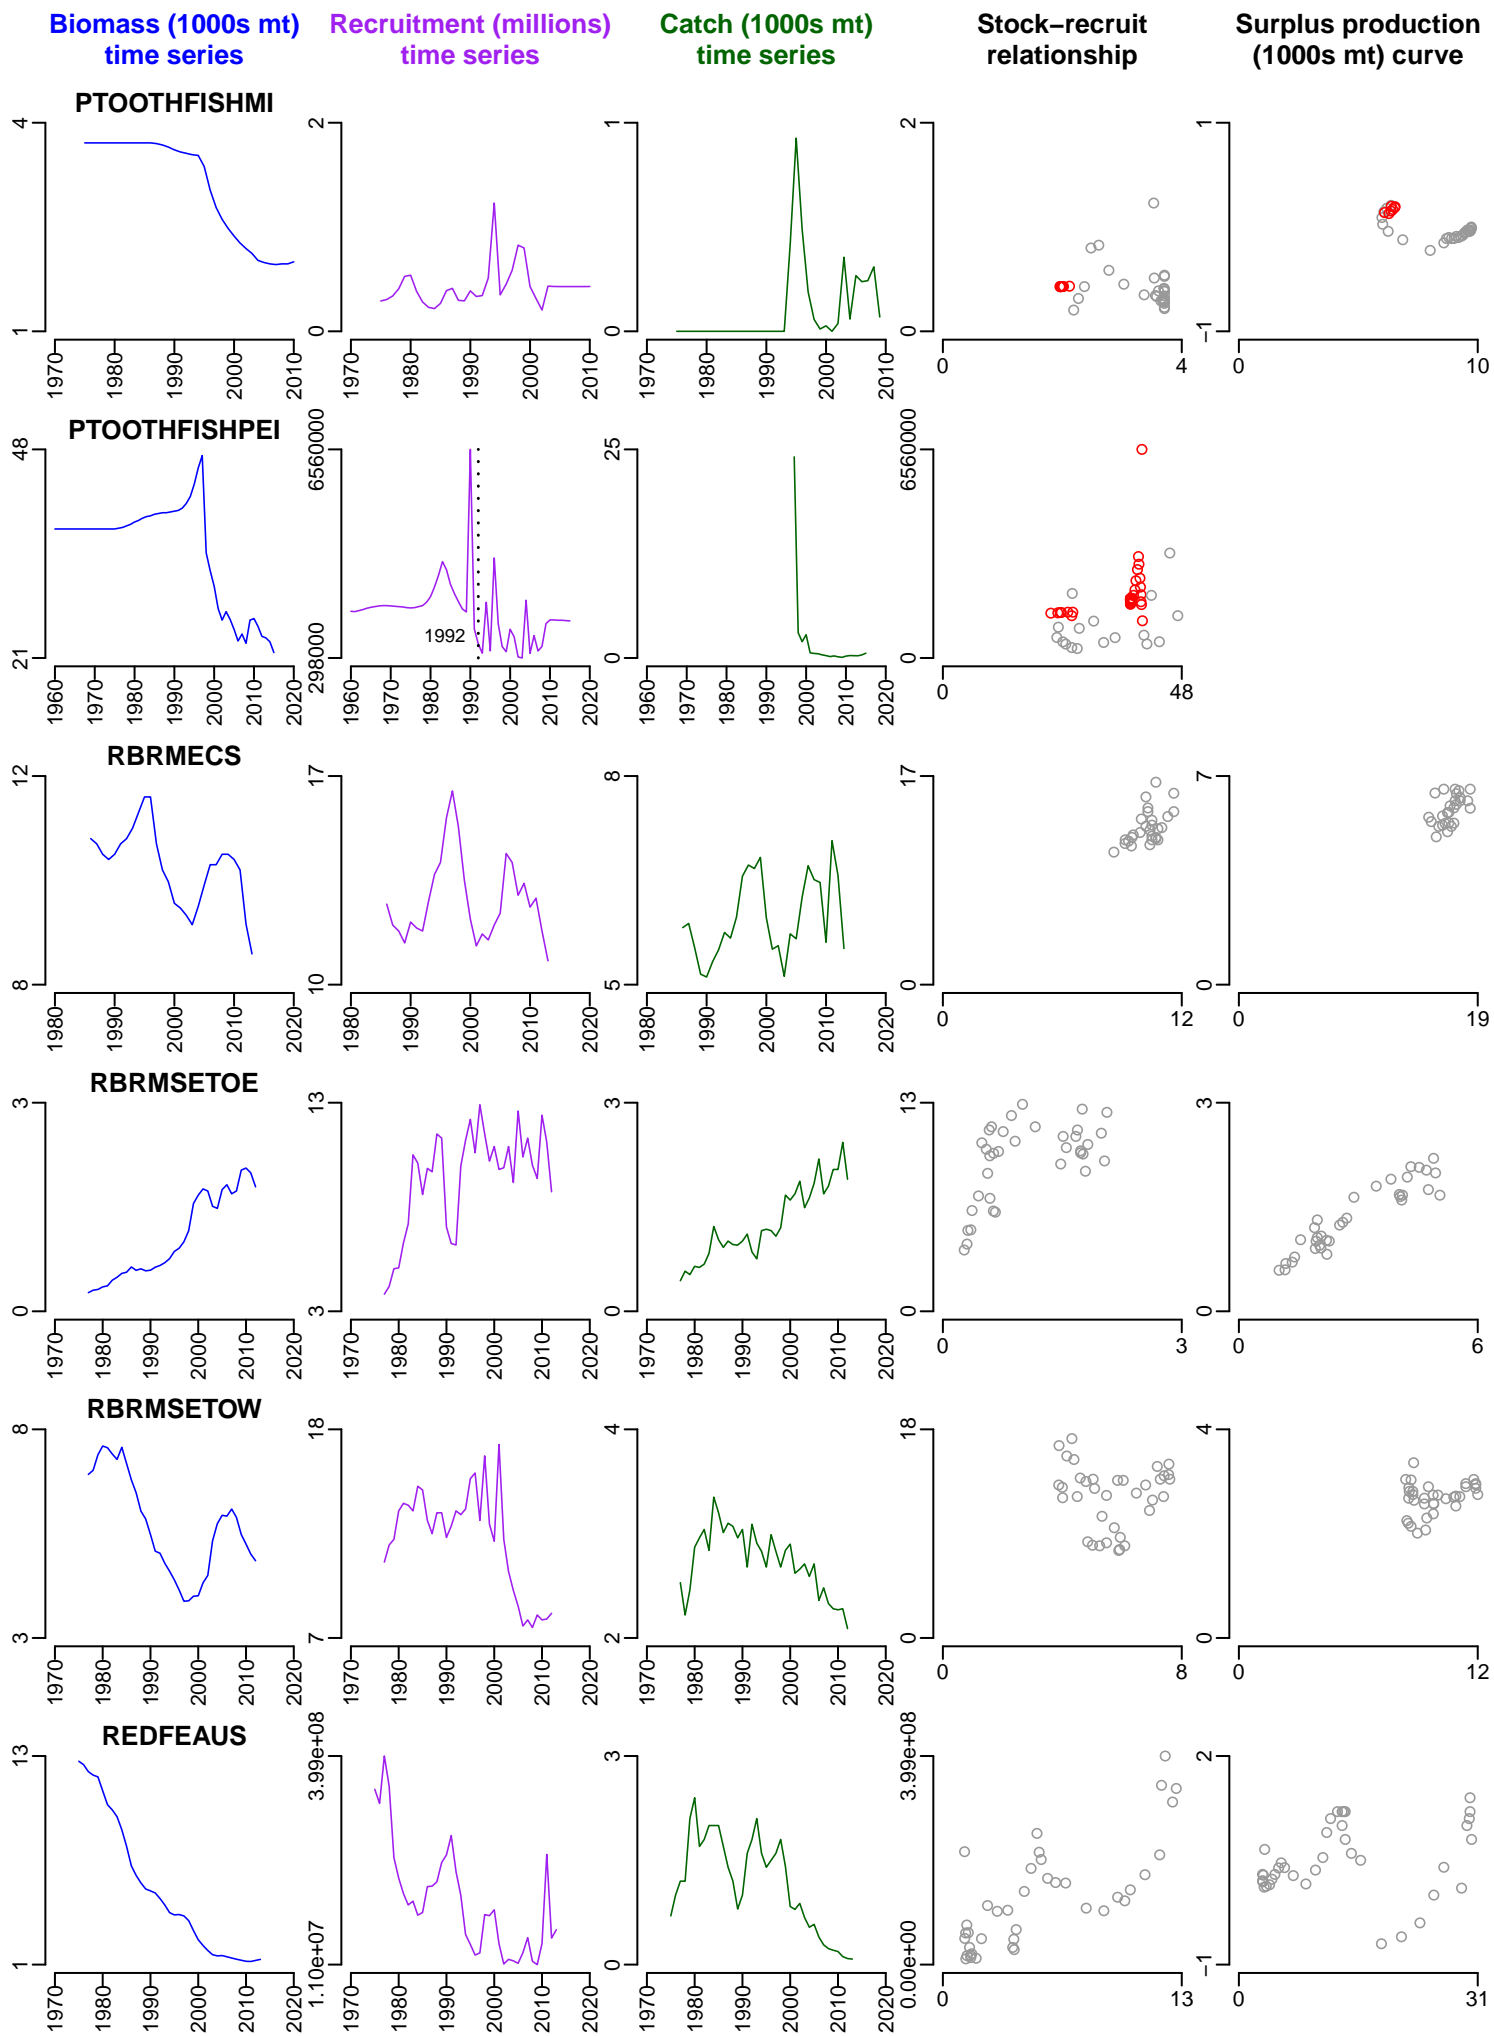 Biomass (1000s mt) Recruitment (millions) Catch (1000s mt) Stock−recruit Surplus production
time series time series time series relationship (1000s mt) curve
PTOOTHFISHMI
4 2 1 2 1
1 0 0 0 −1
1970 1980 1990 2000 2010 1970 1980 1990 2000 2010 1970 1980 1990 2000 2010 0 4 0 10
PTOOTHFISHPEI
48 6560000 25 6560000
1992
21 298000 0 0
1960 1970 1980 1990 2000 2010 2020 1960 1970 1980 1990 2000 2010 2020 1960 1970 1980 1990 2000 2010 2020 0 48
RBRMECS
12 17 8 17 7
8 10 5 0 0
1980 1990 2000 2010 2020 1980 1990 2000 2010 2020 1980 1990 2000 2010 2020 0 12 0 19
RBRMSETOE
3 13 3 13 3
0 3 0 0 0
1970 1980 1990 2000 2010 2020 1970 1980 1990 2000 2010 2020 1970 1980 1990 2000 2010 2020 0 3 0 6
RBRMSETOW
8 18 4 18 4
3 7 2 0 0
1970 1980 1990 2000 2010 2020 1970 1980 1990 2000 2010 2020 1970 1980 1990 2000 2010 2020 0 8 0 12
REDFEAUS
13 3.99e+08 3 3.99e+08 2
1 1.10e+07 0 0.00e+00 −1
1970 1980 1990 2000 2010 2020 1970 1980 1990 2000 2010 2020 1970 1980 1990 2000 2010 2020 0 13 0 31